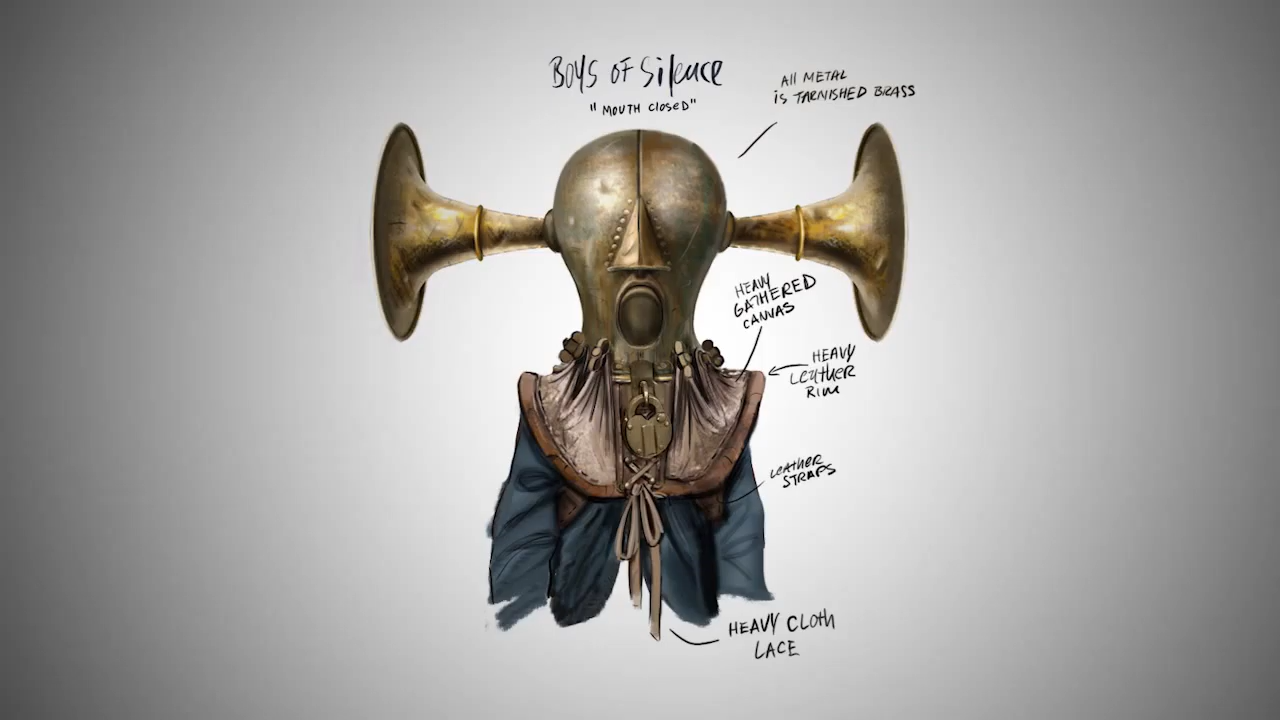 BOYS OF Silence
"MOUTH CLOSED"
All METAL
is TARNISHED BRASS
HEAVY
GATHERED
CANVAS
HEAVY
LEATHER
RIM
LEATHER
STRAPS
HEAVY CLOTH
LACE